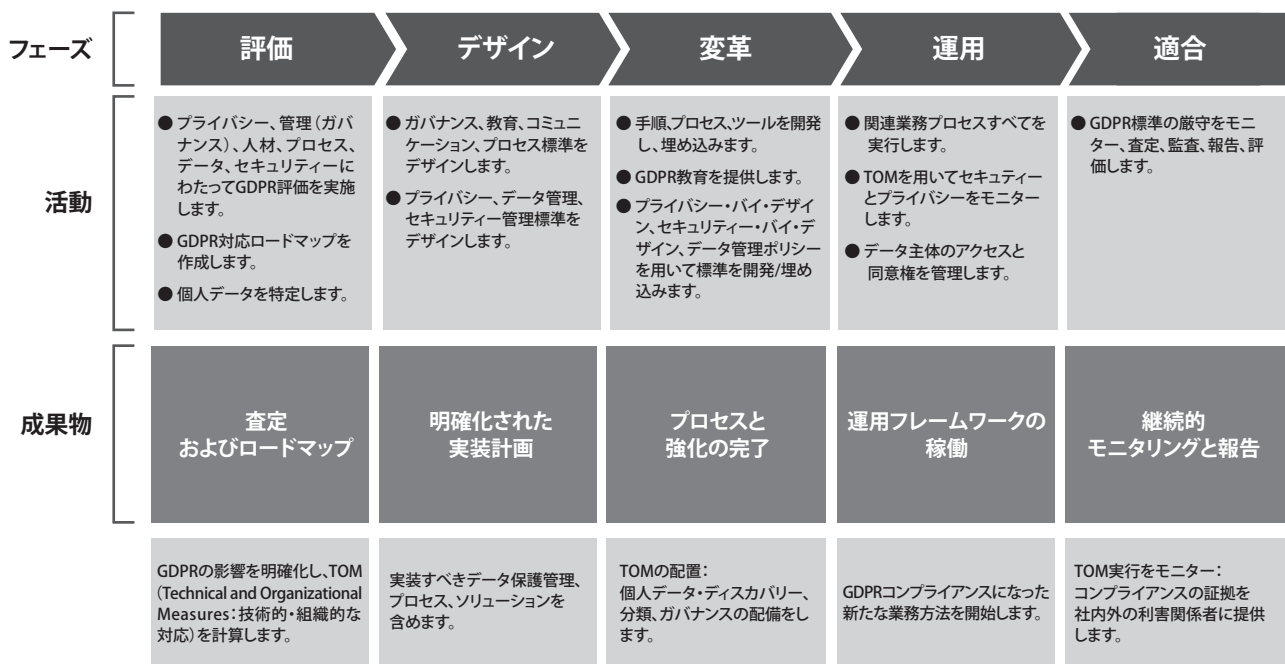 フェーズ
評価
デザイン
変革
運用
適合
活動
● プライバシー、管理（ガバ
ナンス）、人材、プロセス、
データ、セキュリティーに
わたってGDPR評価を実施
します。
● GDPR対応ロードマップを
作成します。
● 個人データを特定します。
● ガバナンス、教育、コミュニ
ケーション、プロセス標準を
デザインします。
● プライバシー、データ管理、
セキュリティー管理標準を
デザインします。
● 手順、プロセス、ツールを開発
し、埋め込みます。
● GDPR教育を提供します。
● プライバシー・バイ・デザイ
ン、セキュリティー・バイ・デ
ザイン、データ管理ポリシー
を用いて標準を開発/埋め
込みます。
● 関連業務プロセスすべてを
実行します。
● TOMを用いてセキュティー
とプライバシーをモニター
します。
● データ主体のアクセスと
同意権を管理します。
● GDPR標準の厳守をモニ
ター、査定、監査、報告、評
価します。
成果物
査定
およびロードマップ
明確化された
実装計画
プロセスと
強化の完了
運用フレームワークの
稼働
継続的
モニタリングと報告
GDPRの影響を明確化し、TOM
（Technical and Organizational
Measures：技術的・組織的な
対応）を計算します。
実装すべきデータ保護管理、
プロセス、ソリューションを
含めます。
TOMの配置：
個人データ・ディスカバリー、
分類、ガバナンスの配備をし
ます。
GDPRコンプライアンスになった
新たな業務方法を開始します。
TOM実行をモニター：
コンプライアンスの証拠を
社内外の利害関係者に提供
します。